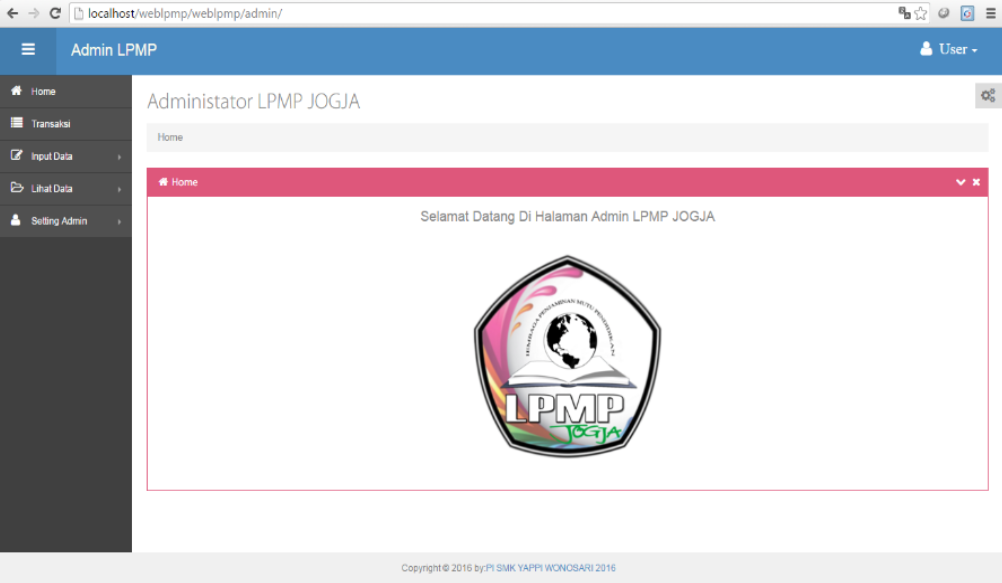 localhost/weblpmp/weblpmp/admin/
Admin LPMP
User
Home
Transaksi
Input Data
Lihat Data
Setting Admin
Administator LPMP JOGJA
Home
Home
Selamat Datang Di Halaman Admin LPMP JOGJA
LEMBAGA PENJAMINAN MUTU PENDIDIKAN
LPMP
JOGJA
Copyright © 2016 by:PI SMK YAPPI WONOSARI 2016